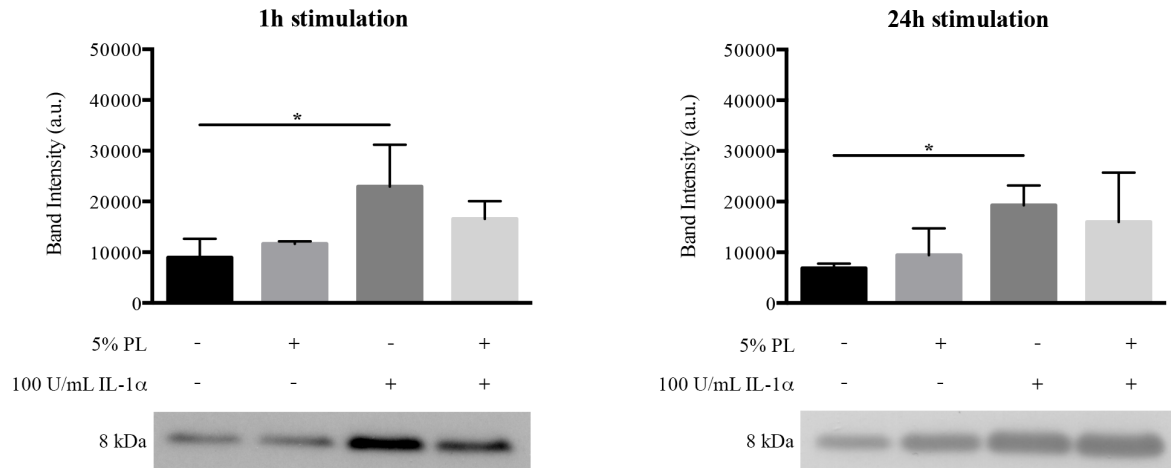 1h stimulation
50000
40000
30000
20000
10000
0
Band Intensity (a.u.)
*
5% PL - + - +
100 U/mL IL-1α - - + +
8 kDa
24h stimulation
50000
40000
30000
20000
10000
0
Band Intensity (a.u.)
*
5% PL - + - +
100 U/mL IL-1α - - + +
8 kDa